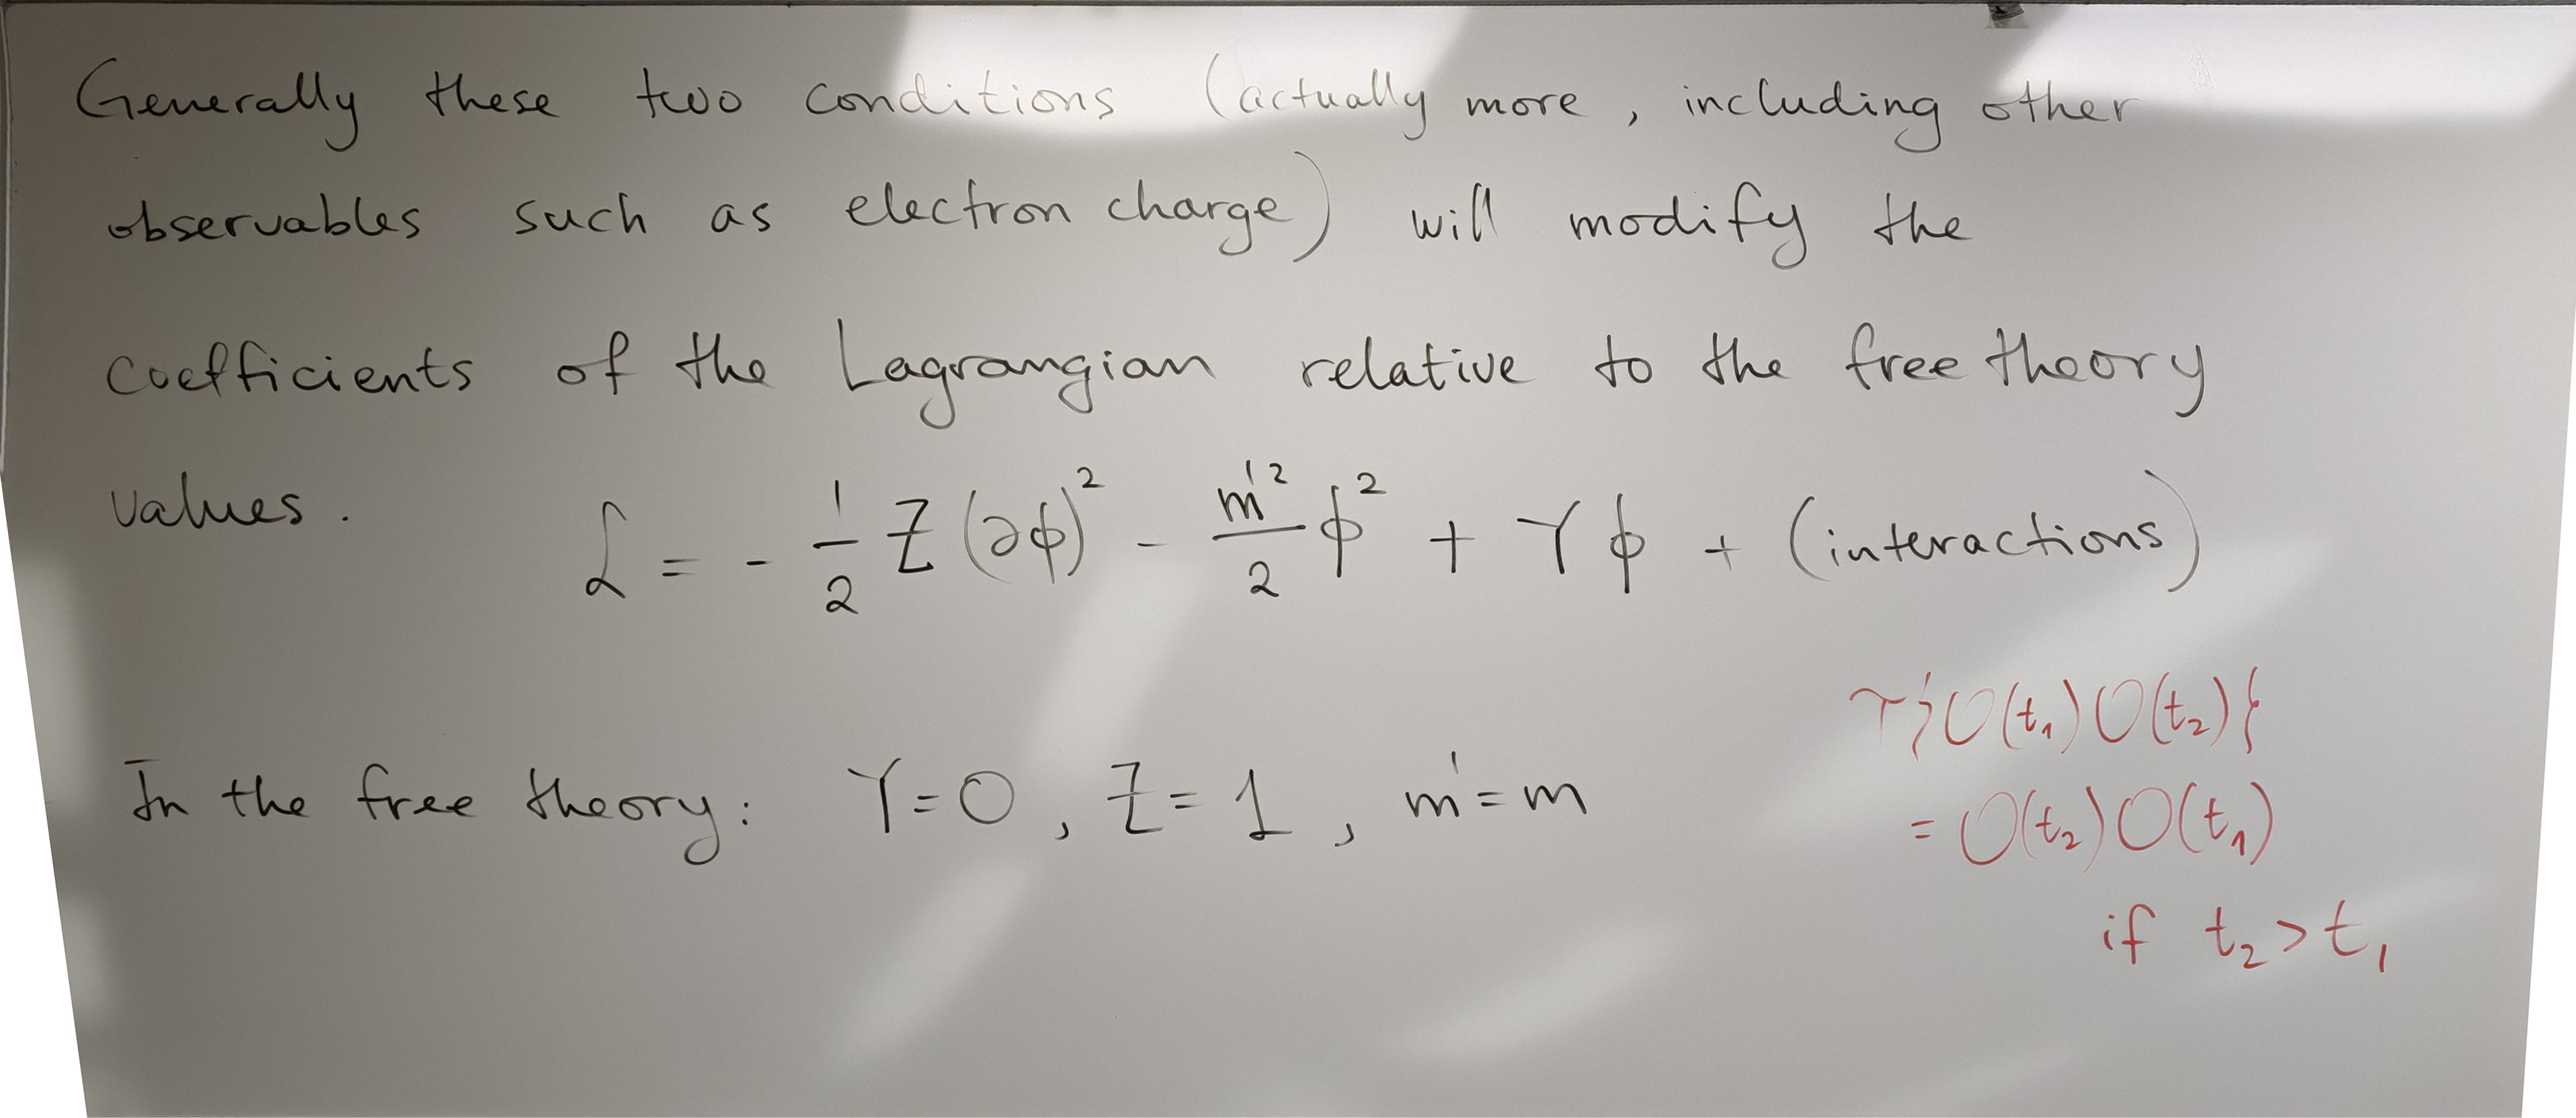 Generally these two conditions (actually more, including other
observables such as electron charge) will modify the
coefficients of the Lagrangian relative to the free theory
values.
ℒ = - 1/2 Z (∂ϕ)² - m'²/2 ϕ² + Y ϕ + (interactions)
T{O(t₁) O(t₂)}
= O(t₂) O(t₁)
if t₂ > t₁
In the free theory: Y = 0, Z = 1, m' = m